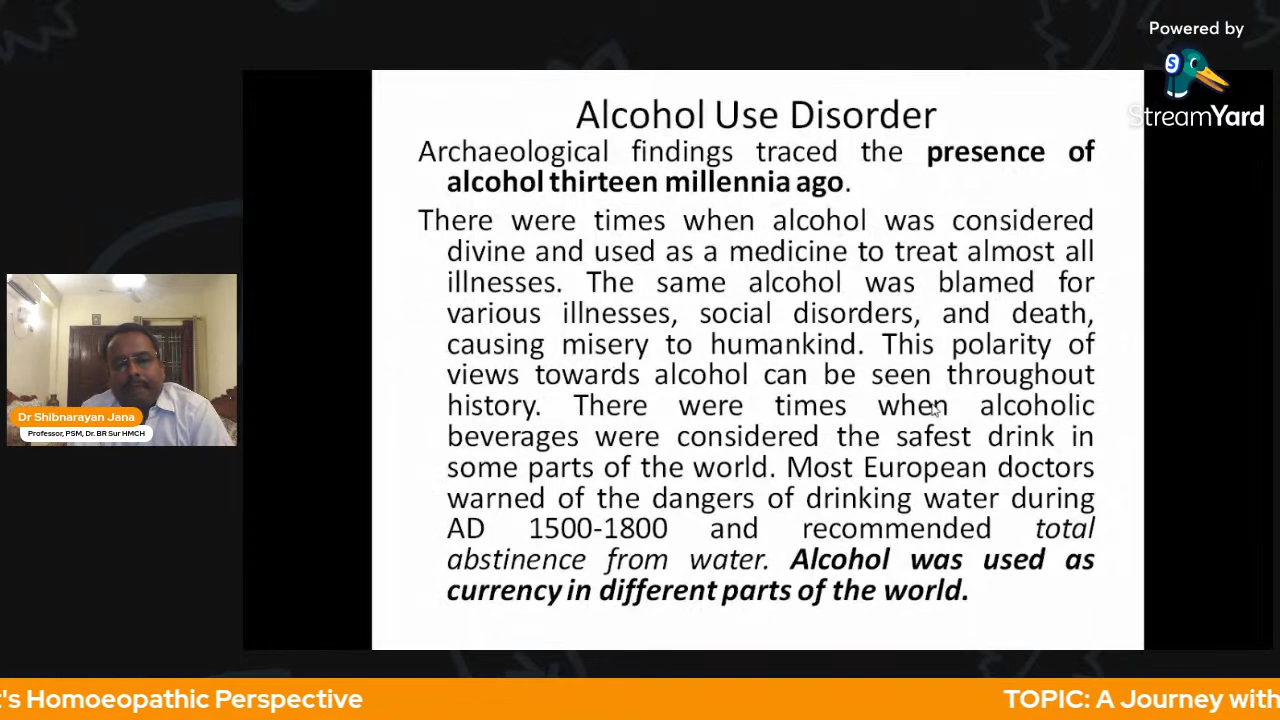 Powered by
StreamYard
Alcohol Use Disorder
Archaeological findings traced the presence of
alcohol thirteen millennia ago.
There were times when alcohol was considered
divine and used as a medicine to treat almost all
illnesses. The same alcohol was blamed for
various illnesses, social disorders, and death,
causing misery to humankind. This polarity of
views towards alcohol can be seen throughout
history. There were times when alcoholic
beverages were considered the safest drink in
some parts of the world. Most European doctors
warned of the dangers of drinking water during
AD 1500-1800 and recommended total
abstinence from water. Alcohol was used as
currency in different parts of the world.
Dr Shibnarayan Jana
Professor, PSM, Dr. BR Sur HMCH
t's Homoeopathic Perspective
TOPIC: A Journey with